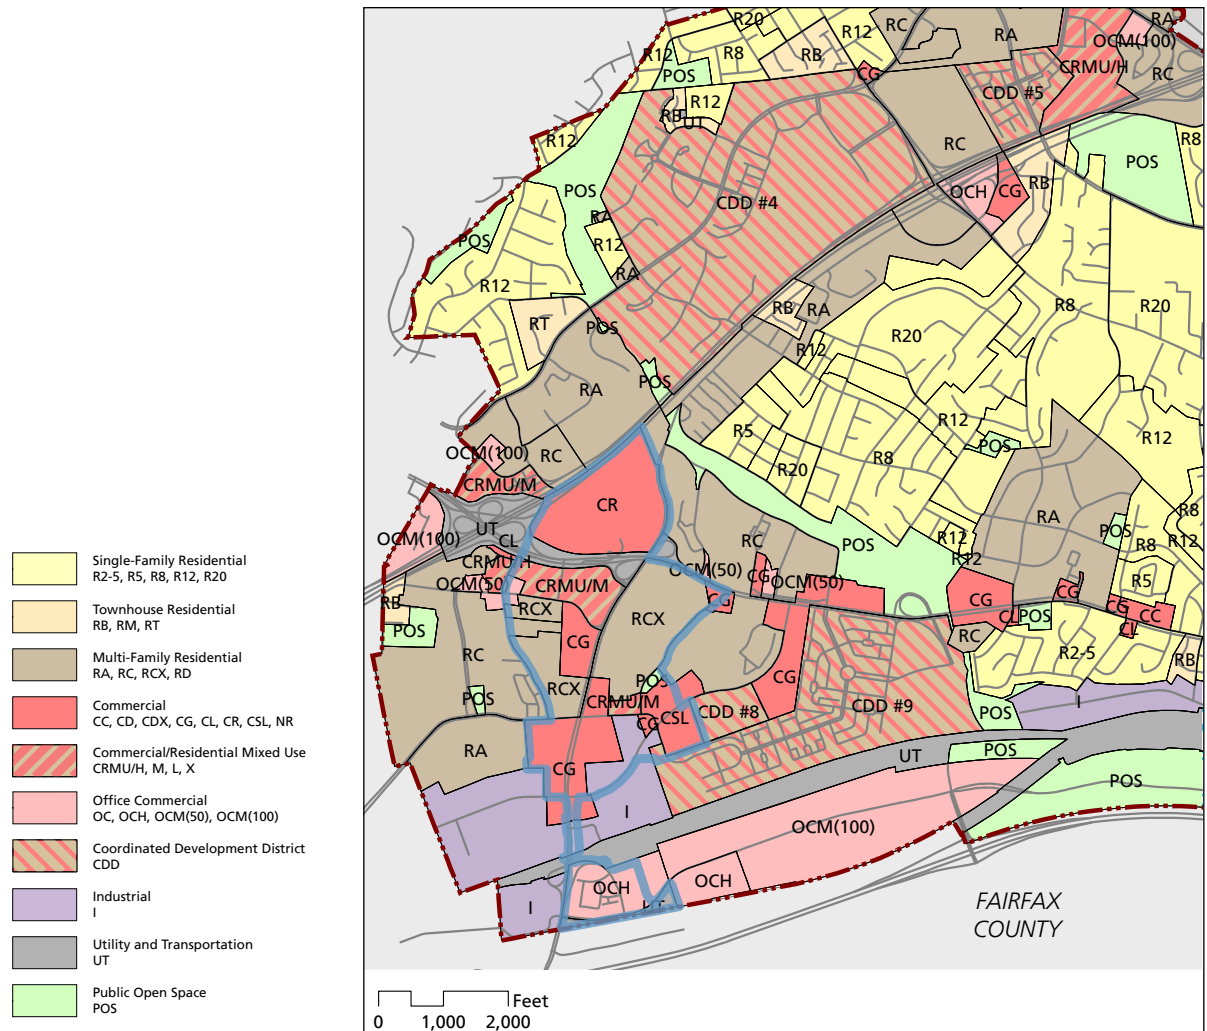 R20
RC
RA
RA
R12
R12
R8
RB
OCM(100)
CRMU/H
RC
POS
CG
CDD #5
RB
UT
R12
R12
RC
POS
R8
POS
OCH
CG
RB
RA
CDD #4
POS
R12
RA
R12
RT
POS
RB
RA
R8
R20
R20
R12
RA
POS
R5
R12
R12
OCM(100)
RC
R20
R8
POS
CRMU/M
CR
UT
CL
OCM(100)
RA
R8
POS
R12
RC
POS
R12
R12
R8
CRMU/H
OCM(50)
CRMU/M
OCM(50)
CG
OCM(50)
R5
RB
RCX
CG
CG
CG
CG
CC
POS
RCX
CL
POS
CL
RC
CG
RC
R2-5
RB
POS
RCX
POS
CRMU/M
CG
CSL
CDD #8
CG
CDD #9
POS
I
RA
CG
UT
POS
POS
I
OCM(100)
OCH
OCH
I
UT
FAIRFAX
COUNTY
Single-Family Residential
R2-5, R5, R8, R12, R20
Townhouse Residential
RB, RM, RT
Multi-Family Residential
RA, RC, RCX, RD
Commercial
CC, CD, CDX, CG, CL, CR, CSL, NR
Commercial/Residential Mixed Use
CRMU/H, M, L, X
Office Commercial
OC, OCH, OCM(50), OCM(100)
Coordinated Development District
CDD
Industrial
I
Utility and Transportation
UT
Public Open Space
POS
Feet
0 1,000 2,000